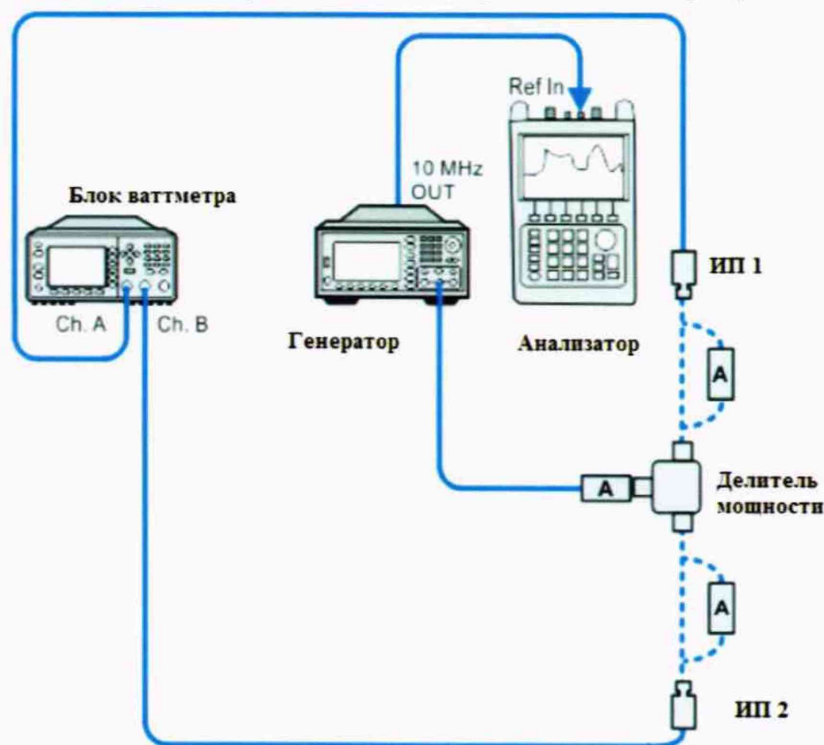 Ref In
10 MHz
OUT
Блок ваттметра
Ch. A
Ch. B
Генератор
Анализатор
ИП 1
A
A
Делитель
мощности
A
ИП 2